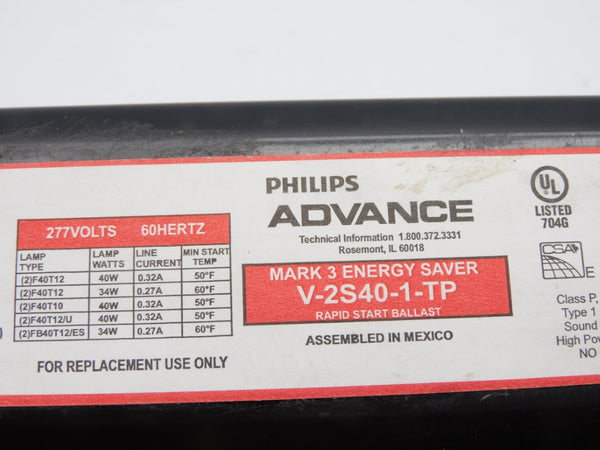 277VOLTS 60HERTZ
LAMP TYPE LAMP WATTS LINE CURRENT MIN START TEMP
(2)F40T12 40W 0.32A 50°F
(2)F40T12 34W 0.27A 60°F
(2)F40T10 40W 0.32A 50°F
(2)F40T12/U 40W 0.32A 50°F
(2)FB40T12/ES 34W 0.27A 60°F
FOR REPLACEMENT USE ONLY
PHILIPS
ADVANCE
Technical Information 1.800.372.3331
Rosemont, IL 60018
MARK 3 ENERGY SAVER
V-2S40-1-TP
RAPID START BALLAST
ASSEMBLED IN MEXICO
UL
LISTED
704G
CSA
E
Class P,
Type 1
Sound
High Pow
NO